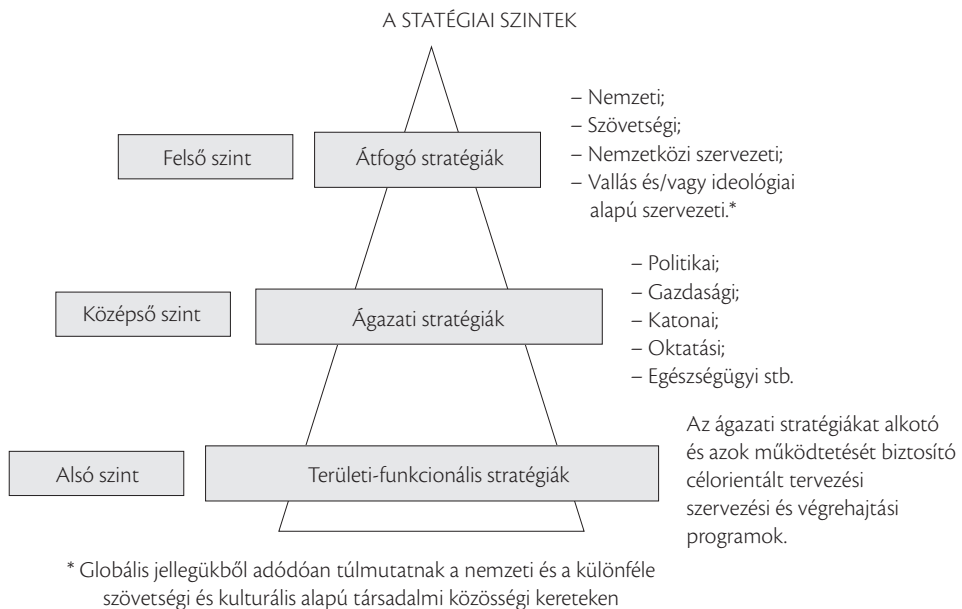 A STATÉGIAI SZINTEK
Felső szint
Átfogó stratégiák
– Nemzeti;
– Szövetségi;
– Nemzetközi szervezeti;
– Vallás és/vagy ideológiai
alapú szervezeti.*
Középső szint
Ágazati stratégiák
– Politikai;
– Gazdasági;
– Katonai;
– Oktatási;
– Egészségügyi stb.
Alsó szint
Területi-funkcionális stratégiák
Az ágazati stratégiákat alkotó
és azok működtetését biztosító
célorientált tervezési
szervezési és végrehajtási
programok.
* Globális jellegükből adódóan túlmutatnak a nemzeti és a különféle
szövetségi és kulturális alapú társadalmi közösségi kereteken